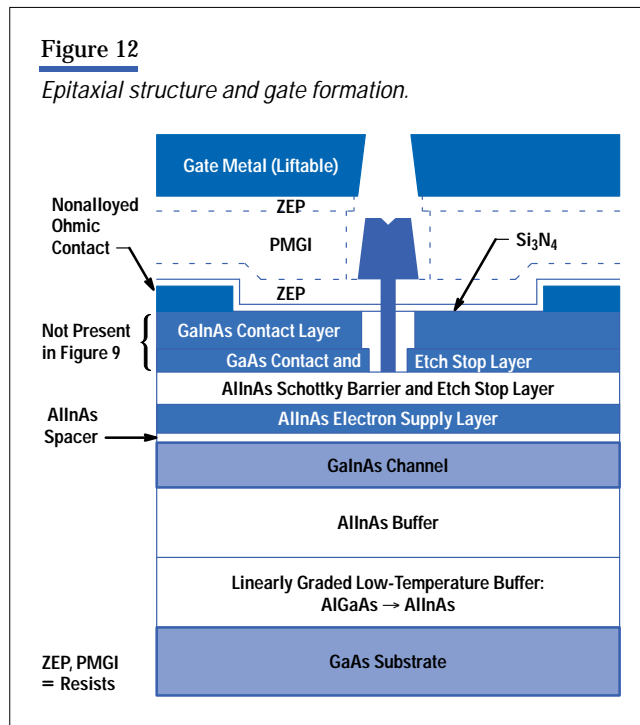 Figure 12
Epitaxial structure and gate formation.
Gate Metal (Liftable)
ZEP
Nonalloyed
Ohmic
Contact
PMGI
Si₃N₄
ZEP
Not Present
in Figure 9
GaInAs Contact Layer
GaAs Contact and Etch Stop Layer
AlInAs Schottky Barrier and Etch Stop Layer
AlInAs
Spacer
AlInAs Electron Supply Layer
GaInAs Channel
AlInAs Buffer
Linearly Graded Low-Temperature Buffer:
AlGaAs → AlInAs
GaAs Substrate
ZEP, PMGI
= Resists